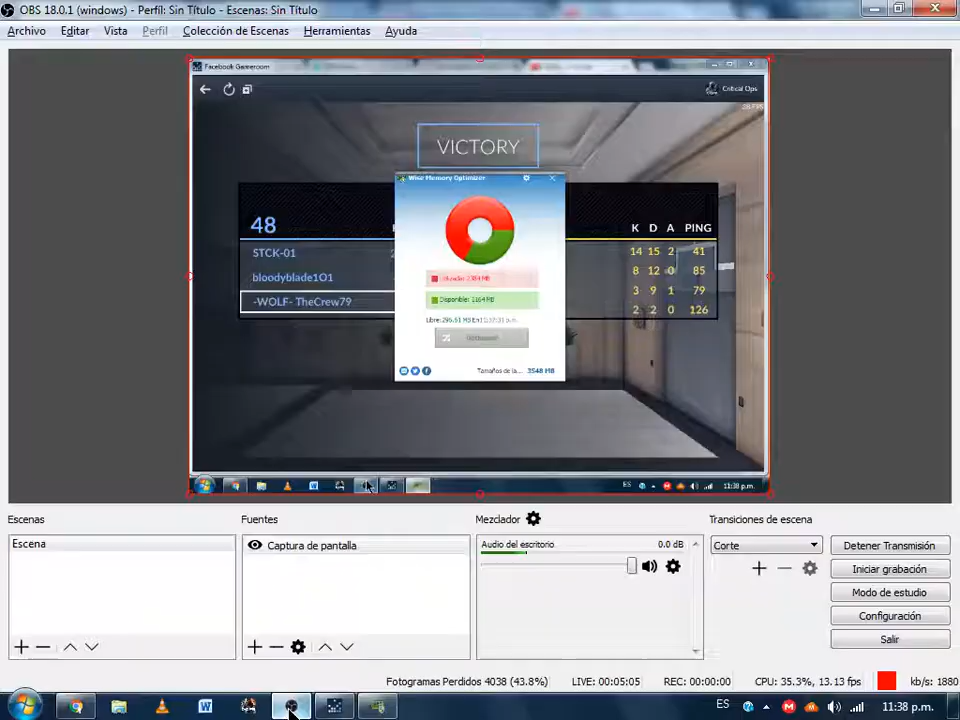 OBS 18.0.1 (windows) - Perfil: Sin Título - Escenas: Sin Título
Archivo Editar Vista Perfil Colección de Escenas Herramientas Ayuda
Facebook Gameroom
Critical Ops
VICTORY
Wise Memory Optimizer
48
K D A PING
STCK-01
14 15 2 41
bloodyblade1O1
8 12 0 85
3 9 1 79
-WOLF- TheCrew79
2 2 0 126
Disponible: 1164 MB
Tamaños de la... 3548 MB
ES 11:38 p.m.
Escenas
Fuentes
Mezclador
Transiciones de escena
Escena
Captura de pantalla
Audio del escritorio 0.0 dB
Corte
Detener Transmisión
Iniciar grabación
Modo de estudio
Configuración
Salir
Fotogramas Perdidos 4038 (43.8%) LIVE: 00:05:05 REC: 00:00:00 CPU: 35.3%, 13.13 fps kb/s: 1880
ES 11:38 p.m.